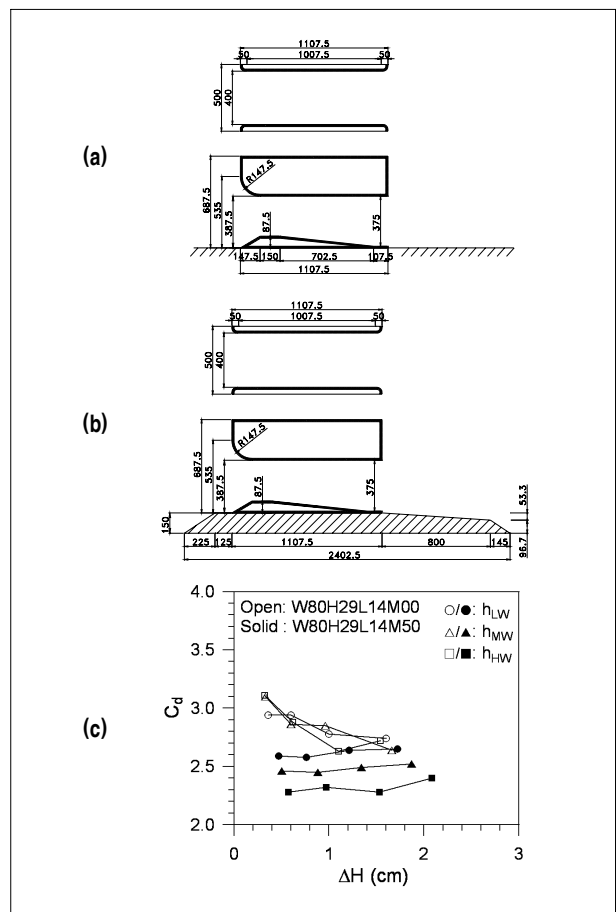 1107.5
50 1007.5 50
500
400
(a)
R147.5
687.5
535
387.5
87.5
375
147.5 150 702.5 107.5
1107.5
1107.5
50 1007.5 50
500
400
(b)
R147.5
687.5
535
387.5
87.5
375
53.3
150
96.7
225 125 1107.5 800 145
2402.5
4.0
Open: W80H29L14M00 ○/●: hLW
Solid : W80H29L14M50 △/▲: hMW
□/■: hHW
3.5
Cd
(c)
3.0
2.5
2.0
0 1 2 3
ΔH (cm)